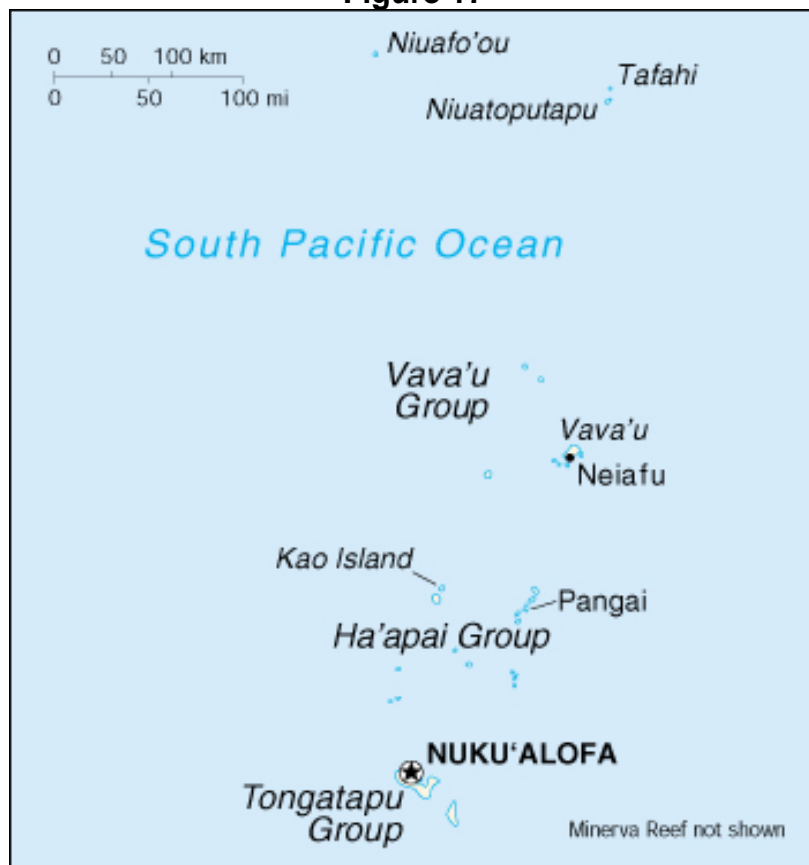 Niuafo'ou
0 50 100 km
0 50 100 mi
Tafahi
Niuatoputapu
South Pacific Ocean
Vava'u
Group
Vava'u
Neiafu
Kao Island
Pangai
Ha'apai Group
NUKU‘ALOFA
Tongatapu
Group
Minerva Reef not shown